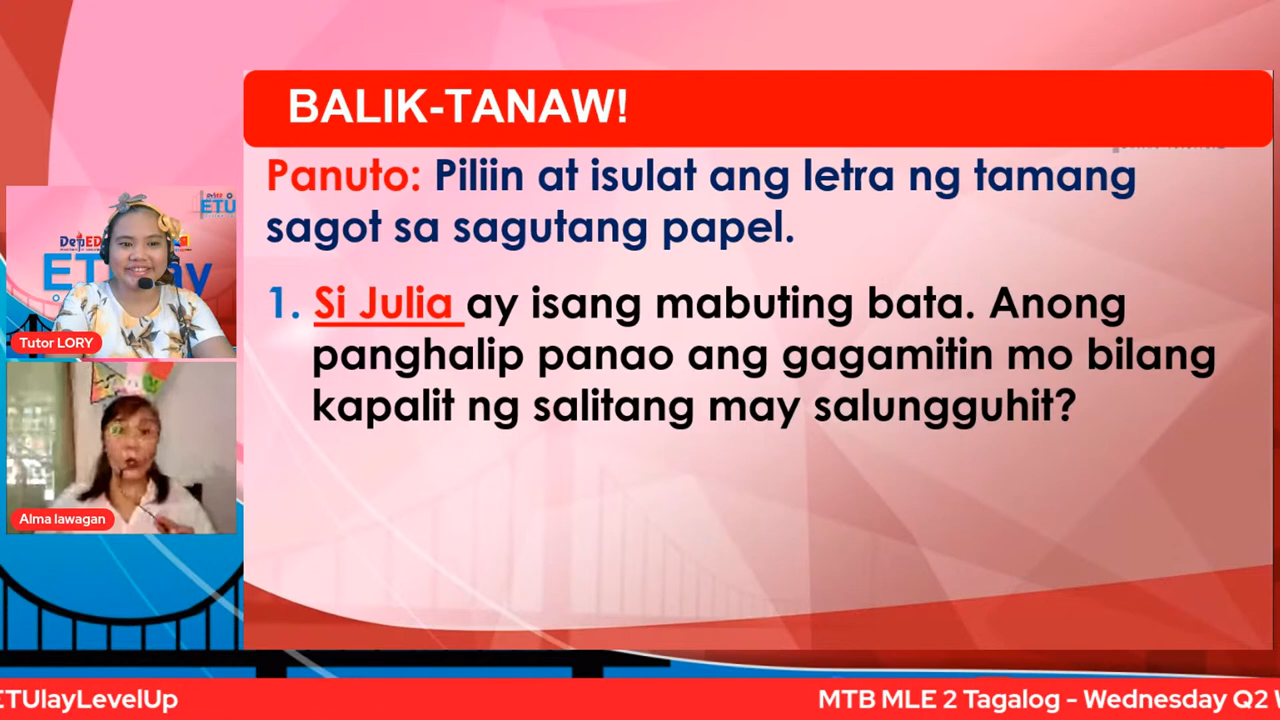 BALIK-TANAW!
Panuto: Piliin at isulat ang letra ng tamang
sagot sa sagutang papel.
1. Si Julia ay isang mabuting bata. Anong
panghalip panao ang gagamitin mo bilang
kapalit ng salitang may salungguhit?
ETU
DepED
Tutor LORY
Alma lawagan
ETUlayLevelUp
MTB MLE 2 Tagalog - Wednesday Q2 W